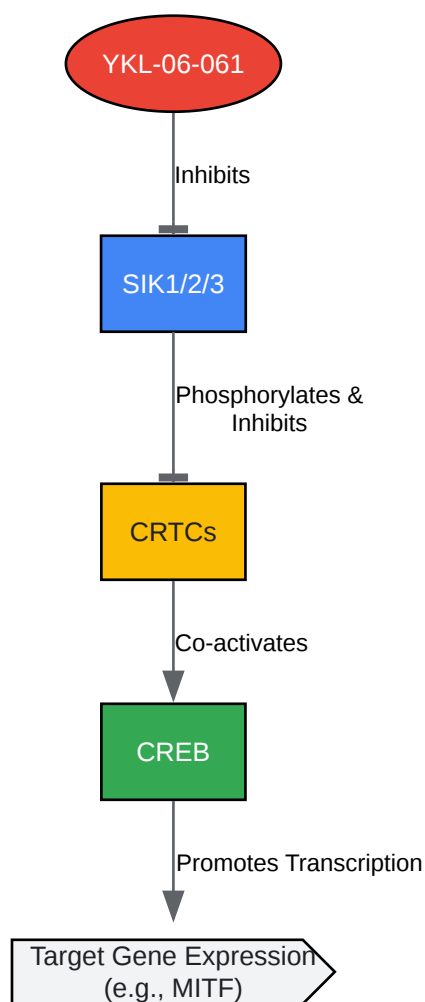 YKL-06-061
Inhibits
SIK1/2/3
Phosphorylates &
Inhibits
CRTCs
Co-activates
CREB
Promotes Transcription
Target Gene Expression
(e.g., MITF)